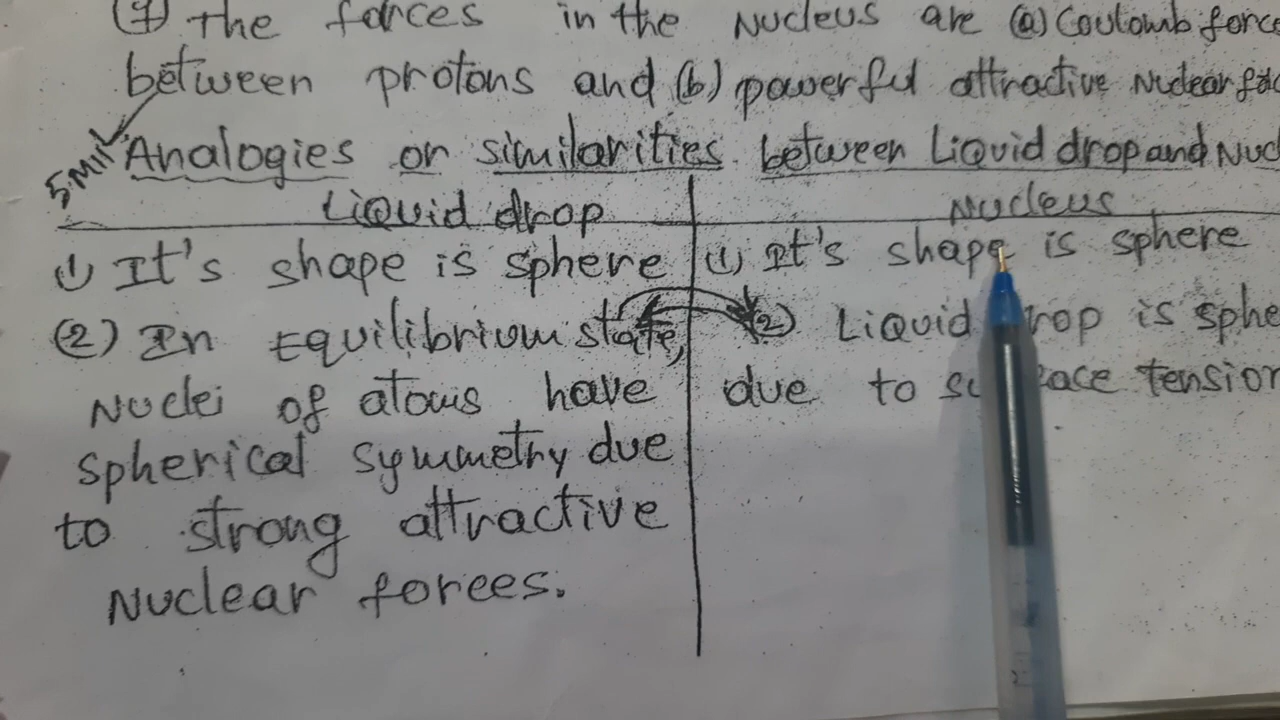 (7) The forces in the Nucleus are (a) Coulomb force
between protons and (b) powerful attractive Nuclear
5 M
Analogies or similarities between Liquid drop and
Liquid drop
Nucleus
(1) It's shape is sphere
(2) In Equilibrium state,
Nuclei of atoms have
spherical symmetry due
to strong attractive
Nuclear forces.
(1) It's shape is sphere
(2) Liquid drop is
due to surface tension